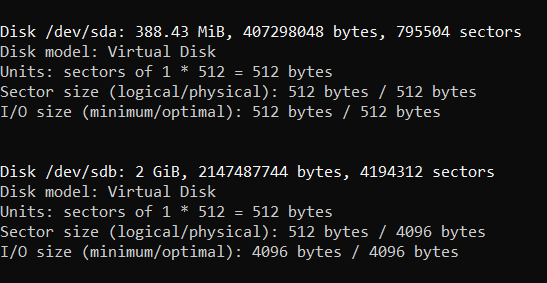 Disk /dev/sda: 388.43 MiB, 407298048 bytes, 795504 sectors
Disk model: Virtual Disk
Units: sectors of 1 * 512 = 512 bytes
Sector size (logical/physical): 512 bytes / 512 bytes
I/O size (minimum/optimal): 512 bytes / 512 bytes
Disk /dev/sdb: 2 GiB, 2147487744 bytes, 4194312 sectors
Disk model: Virtual Disk
Units: sectors of 1 * 512 = 512 bytes
Sector size (logical/physical): 512 bytes / 4096 bytes
I/O size (minimum/optimal): 4096 bytes / 4096 bytes